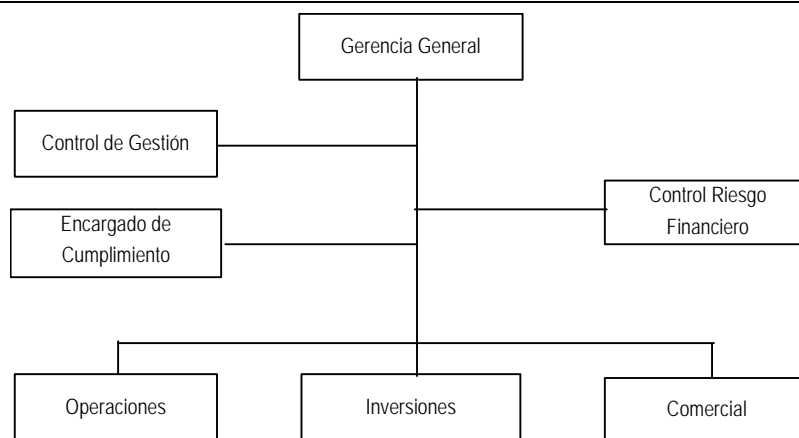 Gerencia General
Control de Gestión
Control Riesgo
Financiero
Encargado de
Cumplimiento
Operaciones
Inversiones
Comercial